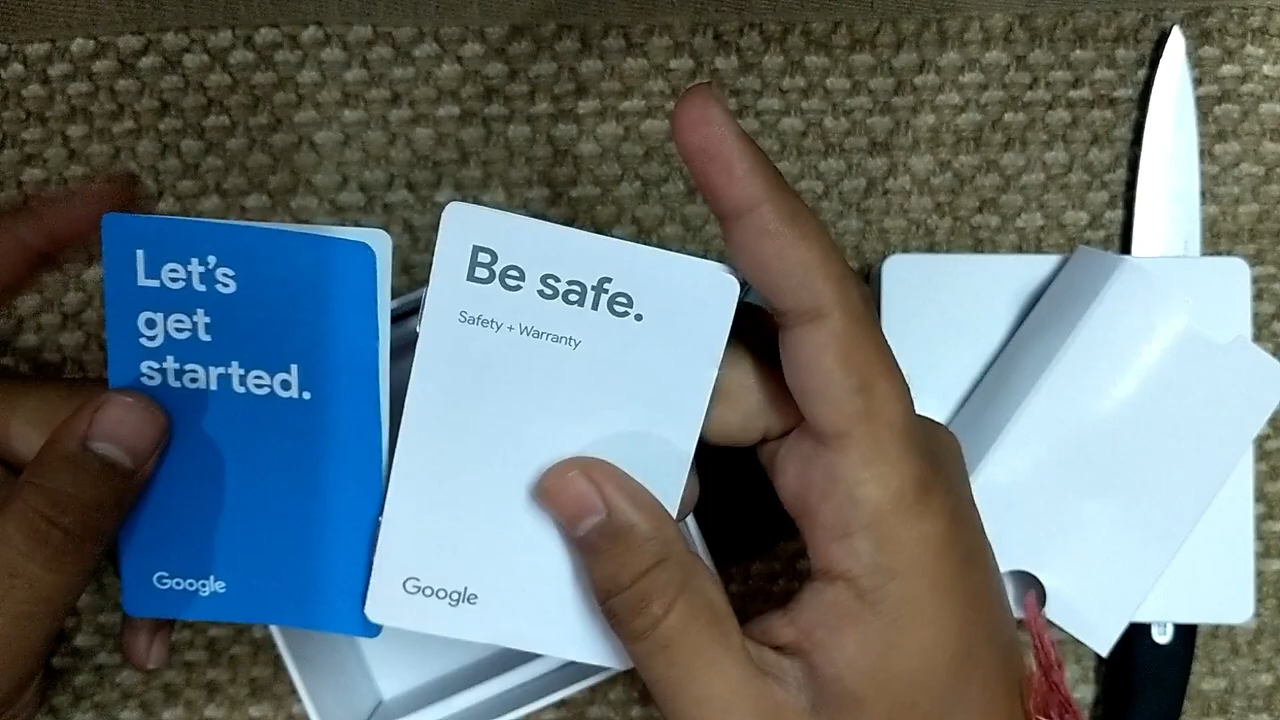 Let's
get
started.
Google
Be safe.
Safety + Warranty
Google